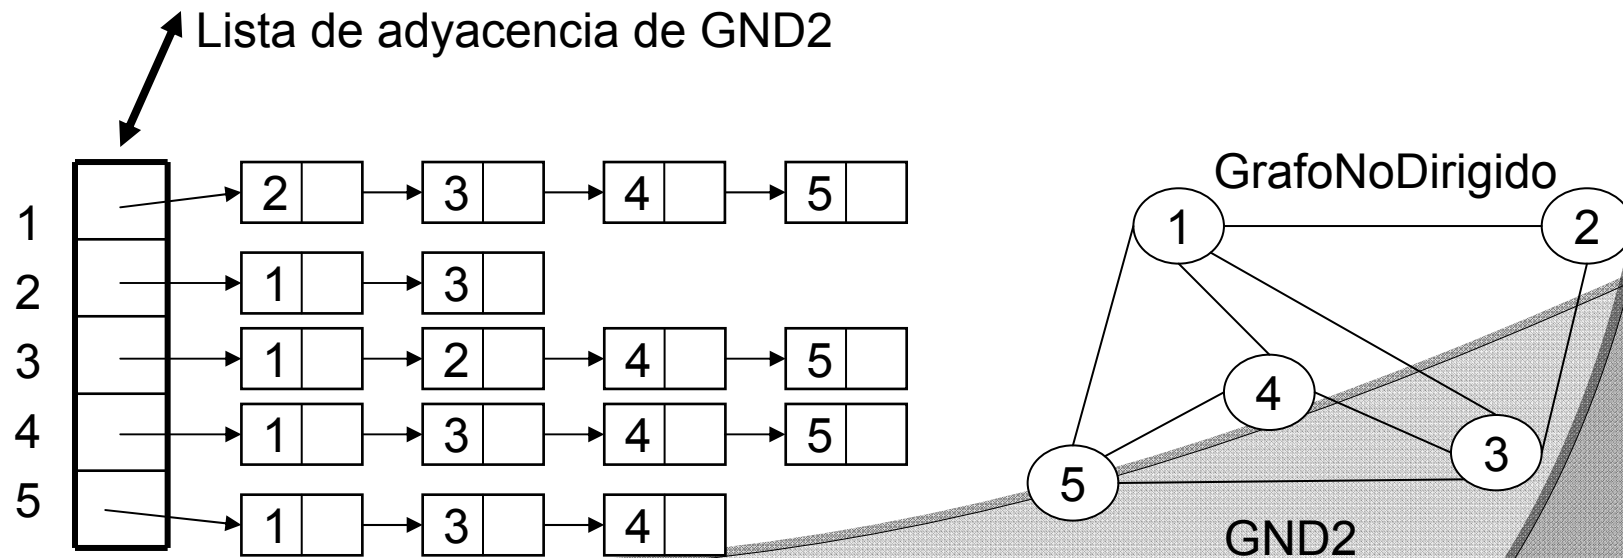 Lista de adyacencia de GND2
GrafoNoDirigido
1 2 3 4 5
2 1 3
3 1 2 4 5
4 1 3 4 5
5 1 3 4
1 2
4
3
5
GND2